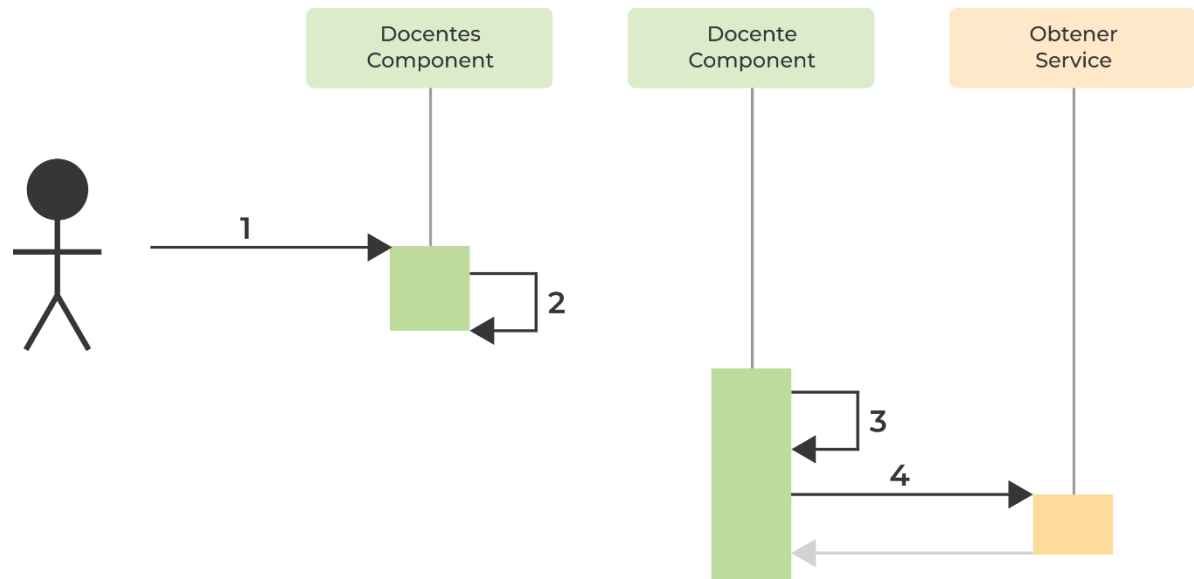 Docentes
Component
Docente
Component
Obtener
Service
1
2
3
4